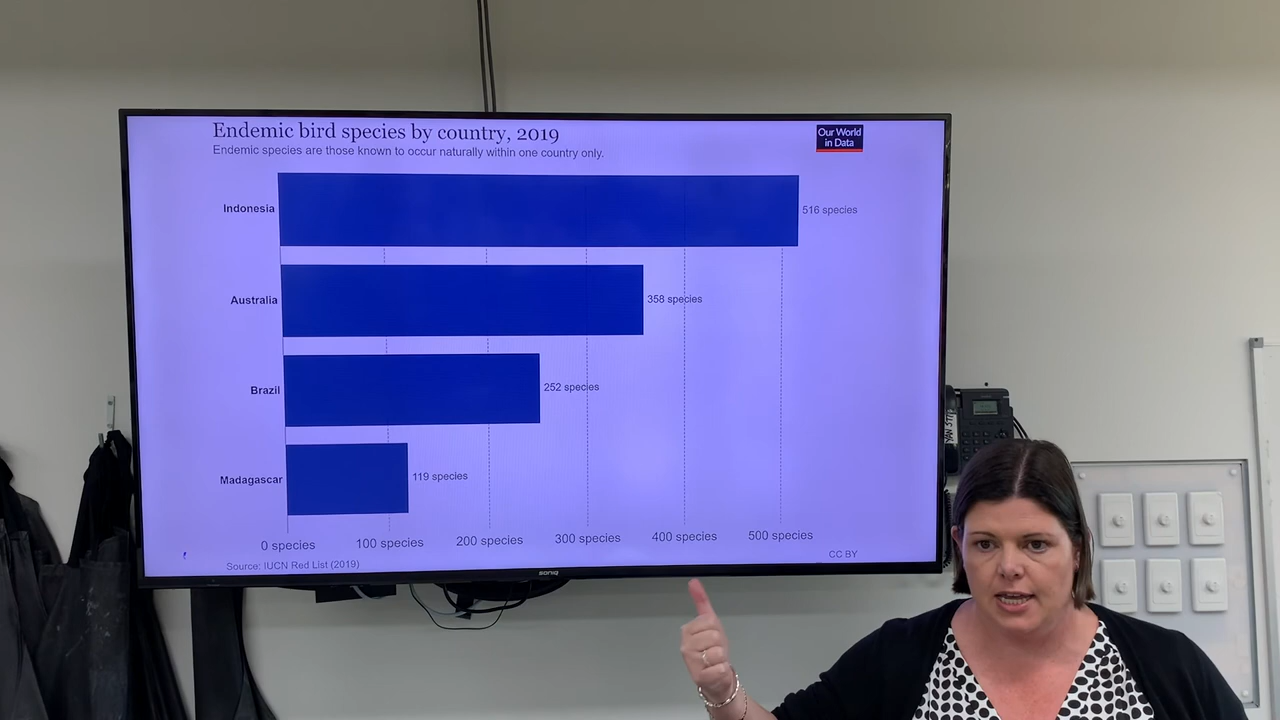 Endemic bird species by country, 2019
Endemic species are those known to occur naturally within one country only.
Our World
in Data
Indonesia
516 species
Australia
358 species
Brazil
252 species
Madagascar
119 species
0 species
100 species
200 species
300 species
400 species
500 species
Source: IUCN Red List (2019)
CC BY
SONIQ